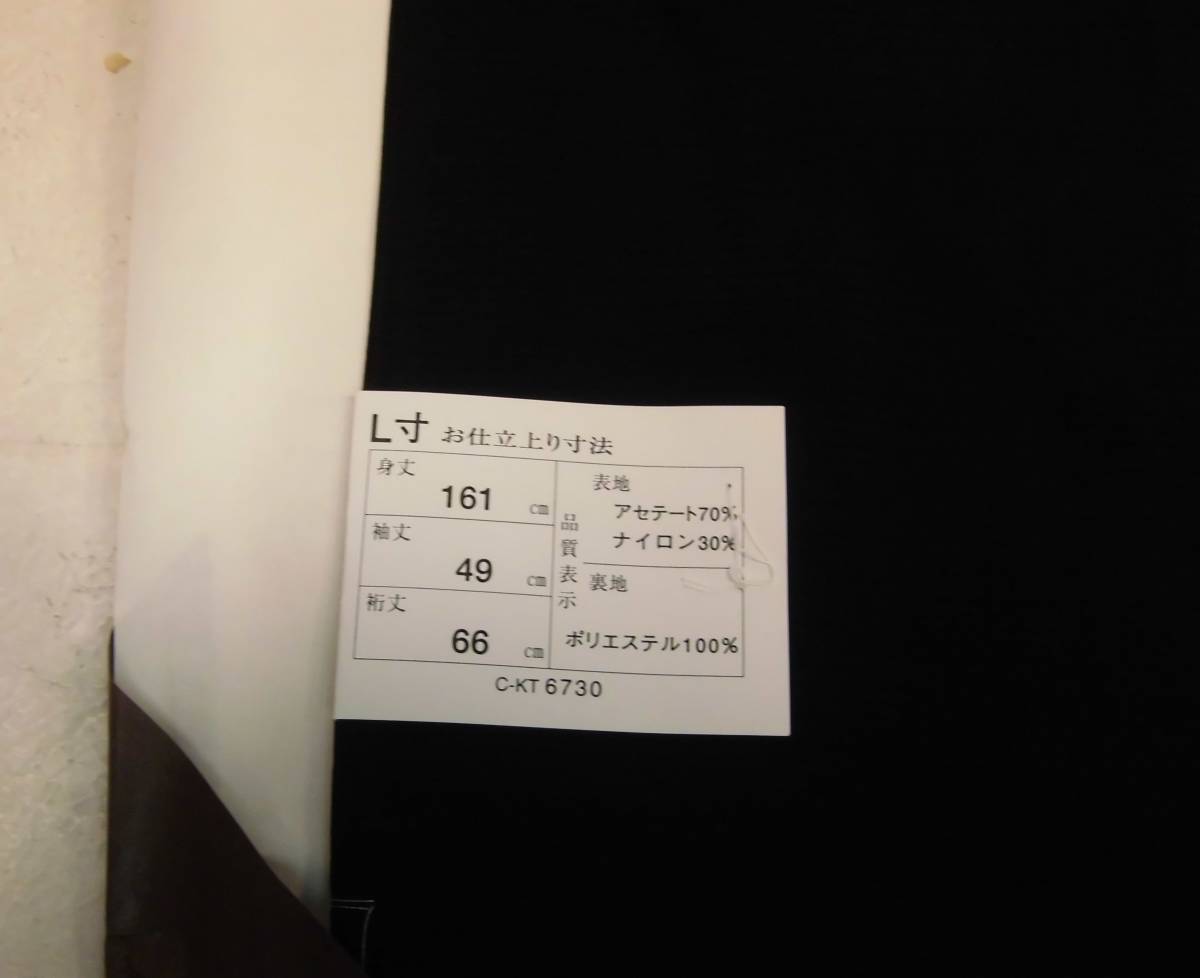 L寸 お仕立上り寸法
身丈
161 cm
袖丈
49 cm
裄丈
66 cm
品質表示
表地
アセテート70%
ナイロン30%
裏地
ポリエステル100%
C-KT 6730